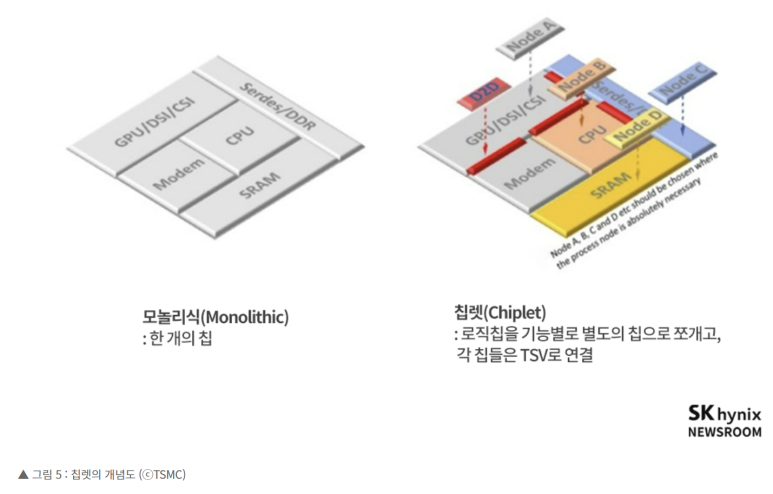 GPU/DSI/CSI
Serdes/DDR
CPU
Modem
SRAM
Node A
Node B
Node C
DZD
GPU/DSI/CSI
Serdes/
Node D
CPU
Modem
SRAM
Node A, B, C and D etc should be chosen where
the process node is absolutely necessary
모놀리식(Monolithic)
: 한 개의 칩
칩렛(Chiplet)
: 로직칩을 기능별로 별도의 칩으로 쪼개고,
각 칩들은 TSV로 연결
SK hynix
NEWSROOM
▲ 그림 5 : 칩렛의 개념도 (ⓒTSMC)